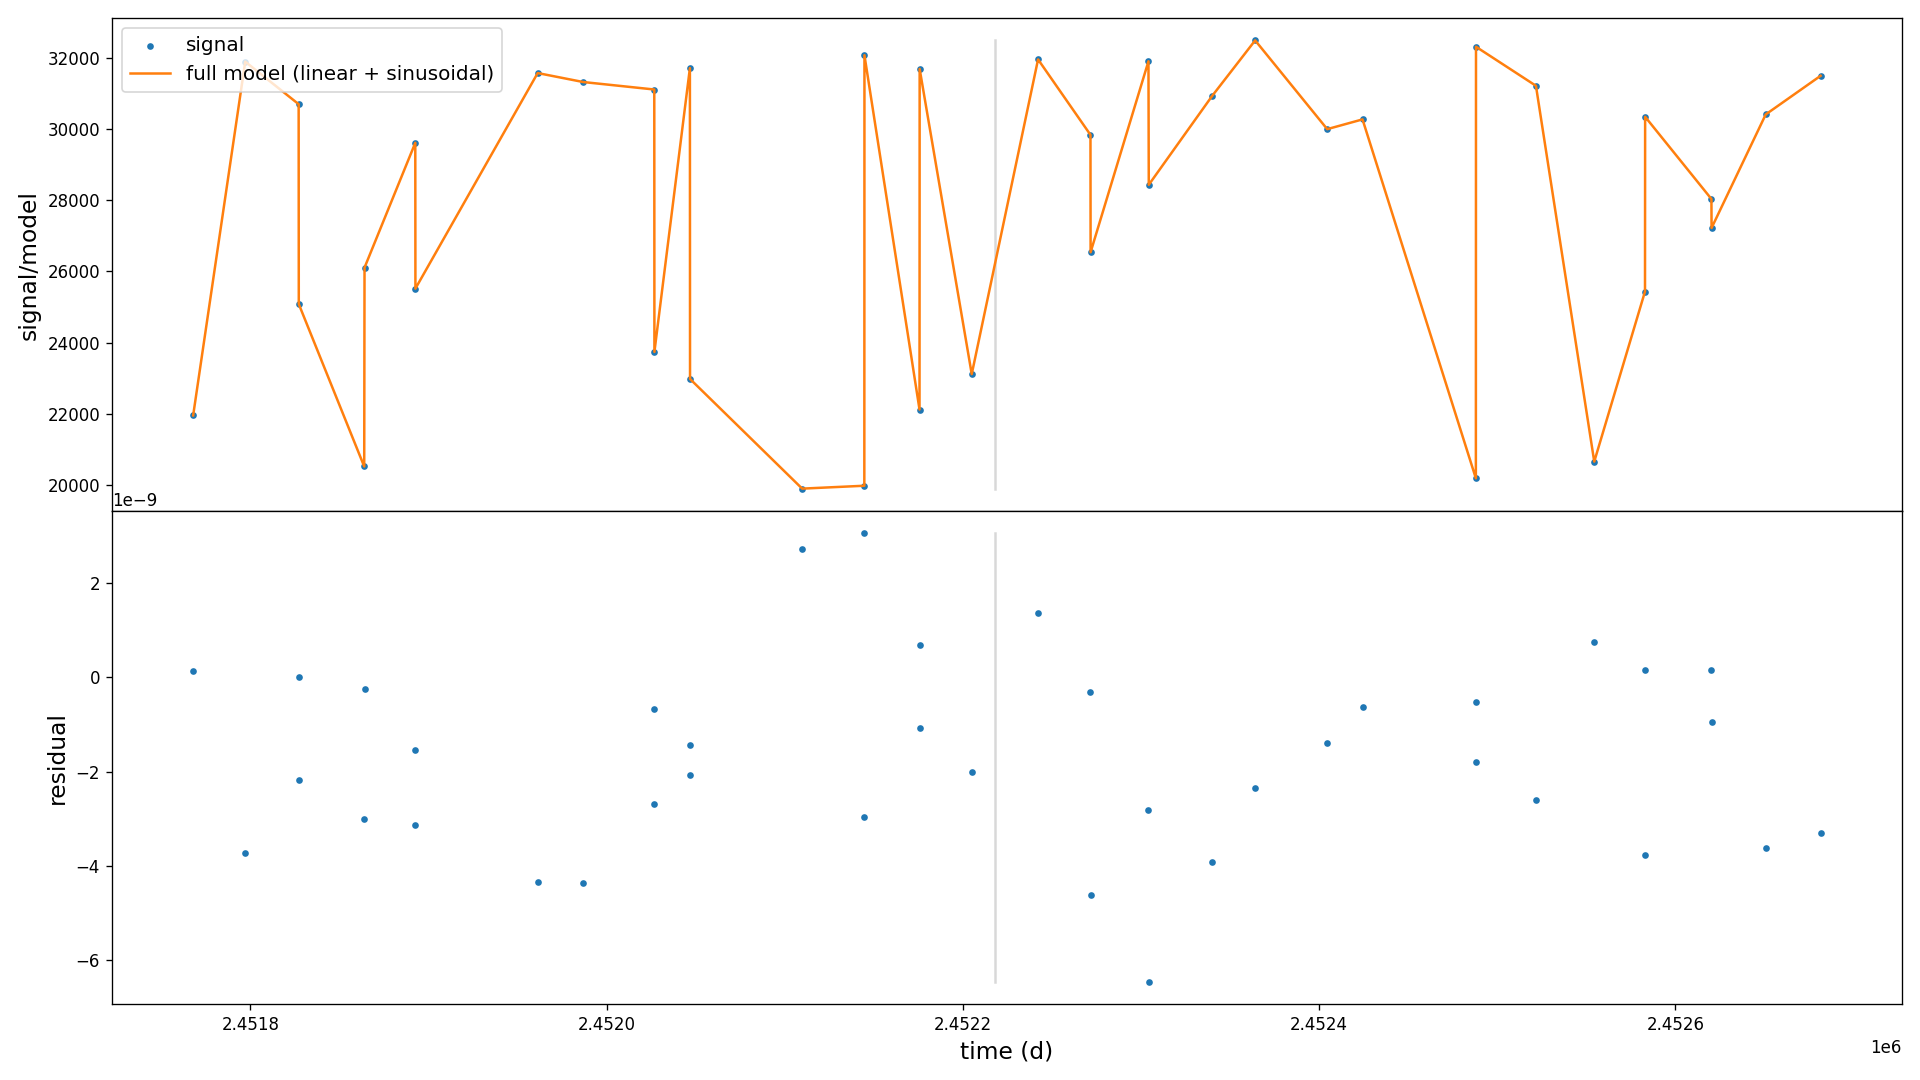 signal
full model (linear + sinusoidal)
signal/model
32000
30000
28000
26000
24000
22000
20000
1e−9
residual
2
0
−2
−4
−6
2.4518
2.4520
2.4522
2.4524
2.4526
1e6
time (d)